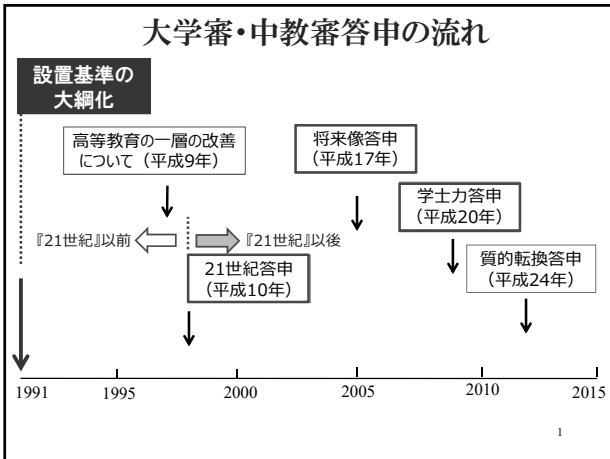 大学審・中教審答申の流れ
設置基準の
大綱化
高等教育の一層の改善
について（平成9年）
将来像答申
（平成17年）
学士力答申
（平成20年）
『21世紀』以前
『21世紀』以後
21世紀答申
（平成10年）
質的転換答申
（平成24年）
1991
1995
2000
2005
2010
2015
1